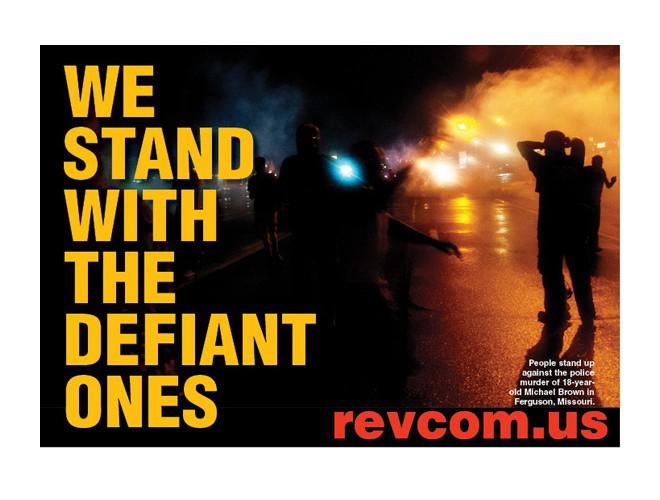 WE
STAND
WITH
THE
DEFIANT
ONES
People stand up
against the police
murder of 18-year-
old Michael Brown in
Ferguson, Missouri.
revcom.us